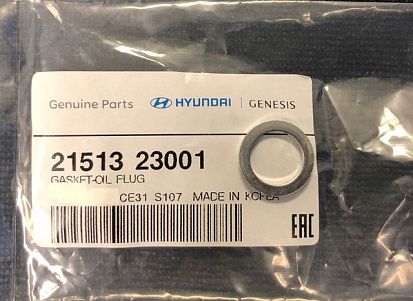 Genuine Parts HYUNDAI GENESIS
21513 23001
GASKET-OIL PLUG
CE31 S107 MADE IN KOREA
EAC